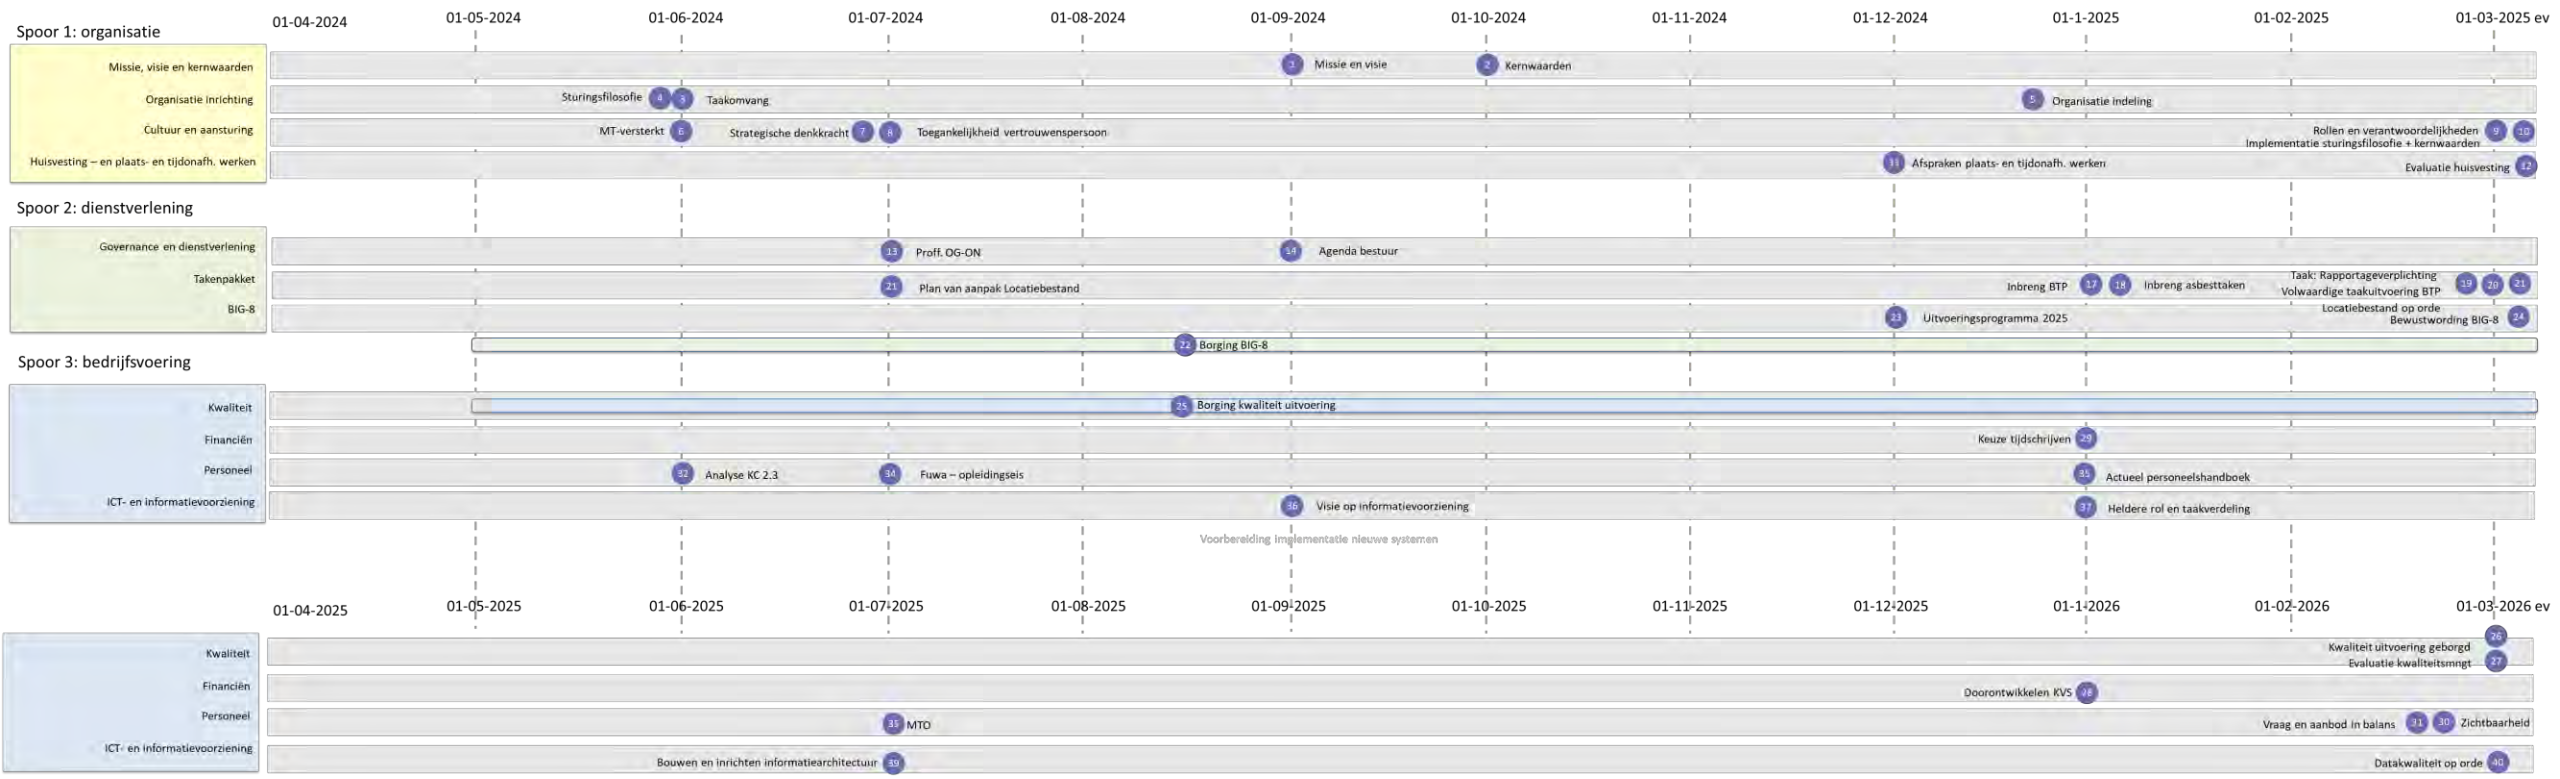 01-04-2024 01-05-2024 01-06-2024 01-07-2024 01-08-2024 01-09-2024 01-10-2024 01-11-2024 01-12-2024 01-1-2025 01-02-2025 01-03-2025 ev
Spoor 1: organisatie
Missie, visie en kernwaarden 1 Missie en visie 2 Kernwaarden
Organisatie inrichting Sturingsfilosofie 4 3 Taakomvang 5 Organisatie indeling
Cultuur en aansturing MT-versterkt 6 Strategische denkkracht 7 8 Toegankelijkheid vertrouwenspersoon Rollen en verantwoordelijkheden 9 10
Implementatie sturingsfilosofie + kernwaarden
Huisvesting – en plaats- en tijdonafh. werken 11 Afspraken plaats- en tijdonafh. werken Evaluatie huisvesting 12
Spoor 2: dienstverlening
Governance en dienstverlening 13 Proff. OG-ON 14 Agenda bestuur
Takenpakket 21 Plan van aanpak Locatiebestand Inbreng BTP 17 18 Inbreng asbesttaken Taak: Rapportageverplichting 19 20 21
Volwaardige taakuitvoering BTP
Locatiebestand op orde
BIG-8 23 Uitvoeringsprogramma 2025 Bewustwording BIG-8 24
22 Borging BIG-8
Spoor 3: bedrijfsvoering
Kwaliteit 25 Borging kwaliteit uitvoering
Financiën Keuze tijdschrijven 29
Personeel 32 Analyse KC 2.3 34 Fuwa – opleidingseis 35 Actueel personeelshandboek
ICT- en informatievoorziening 36 Visie op informatievoorziening 37 Heldere rol en taakverdeling
Voorbereiding implementatie nieuwe systemen
01-04-2025 01-05-2025 01-06-2025 01-07-2025 01-08-2025 01-09-2025 01-10-2025 01-11-2025 01-12-2025 01-1-2026 01-02-2026 01-03-2026 ev
Kwaliteit Kwaliteit uitvoering geborgd 26
Evaluatie kwaliteitsmngt 27
Financiën Doorontwikkelen KVS 28
Personeel 35 MTO Vraag en aanbod in balans 31 30 Zichtbaarheid
ICT- en informatievoorziening Bouwen en inrichten informatiearchitectuur 39 Datakwaliteit op orde 40